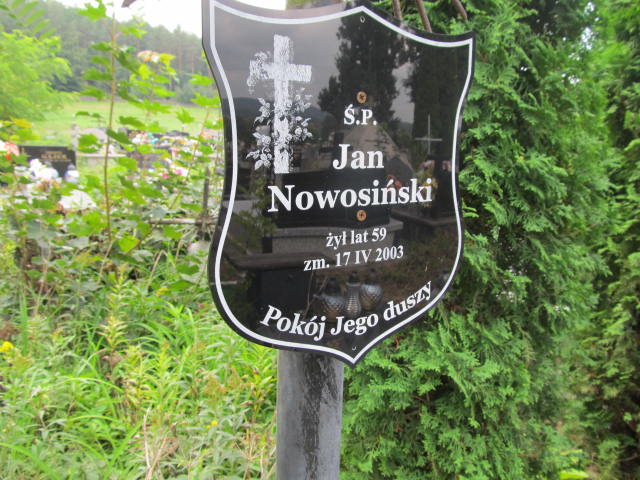 Ś.P.
Jan
Nowosiński
żył lat 59
zm. 17 IV 2003
Pokój Jego duszy